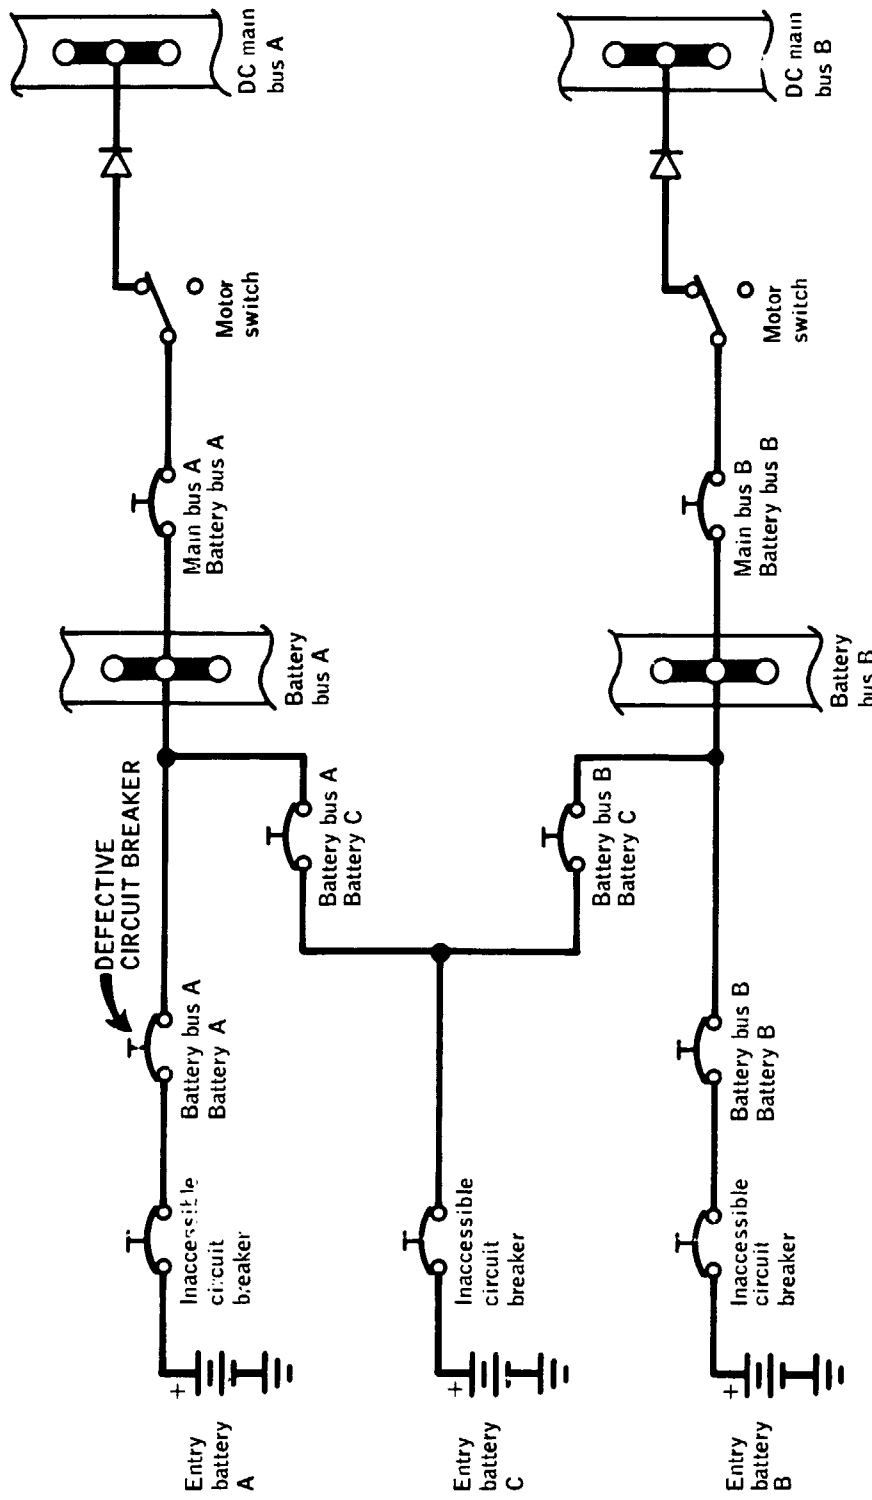 DC main
bus A
Motor
switch
Main bus A
Battery bus A
Battery
bus A
DEFECTIVE
CIRCUIT BREAKER
Battery bus A
Battery C
Battery bus A
Battery A
Inaccessible
circuit
breaker
+
Entry
battery
A
Inaccessible
circuit
breaker
+
Entry
battery
C
DC main
bus B
Motor
switch
Main bus B
Battery bus B
Battery
bus B
Battery bus B
Battery C
Battery bus B
Battery B
Inaccessible
circuit
breaker
+
Entry
battery
B